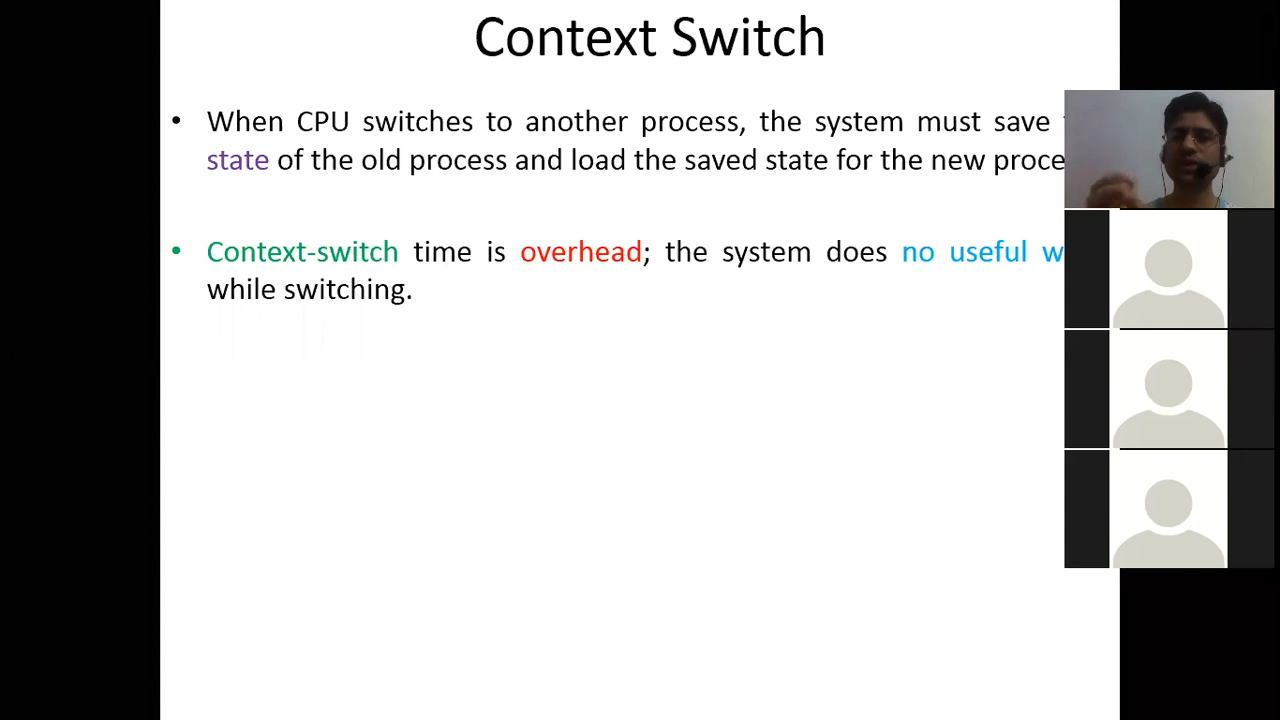 Context Switch
• When CPU switches to another process, the system must save
state of the old process and load the saved state for the new
• Context-switch time is overhead; the system does no useful
while switching.